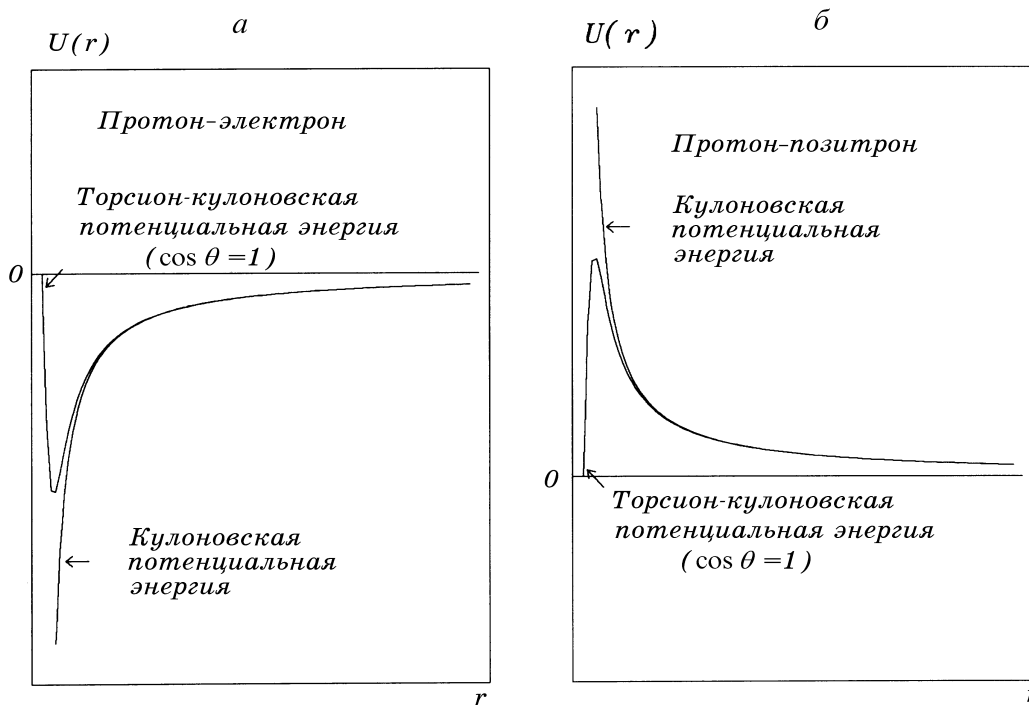 а
U(r)
Протон-электрон
Торсион-кулоновская
потенциальная энергия
(cos θ =1)
0
Кулоновская
потенциальная
энергия
r
б
U(r)
Протон-позитрон
Кулоновская
потенциальная
энергия
0
Торсион-кулоновская
потенциальная энергия
(cos θ =1)
r